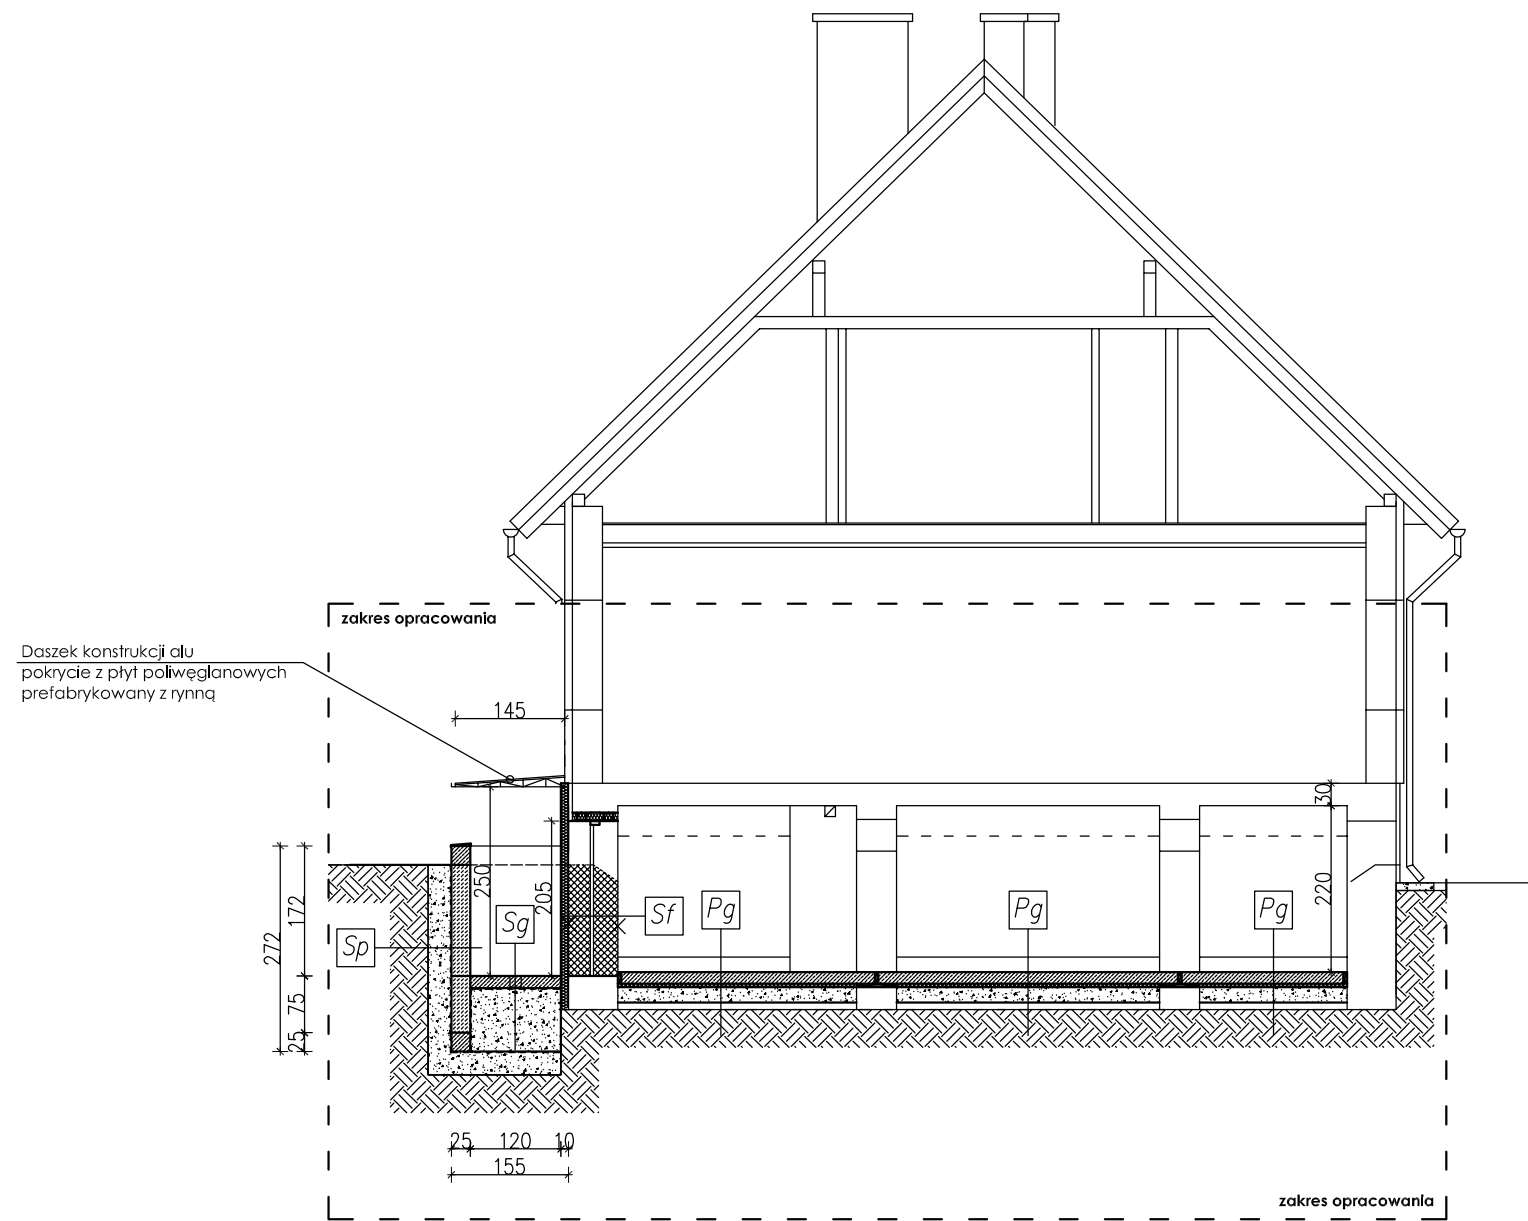 zakres opracowania
Daszek konstrukcji alu
pokrycie z płyt poliwęglanowych
prefabrykowany z rynną
145
30
250
205
220
172
272
75
25
Sp
Sg
Sf
Pg
Pg
Pg
25
120
10
155
zakres opracowania